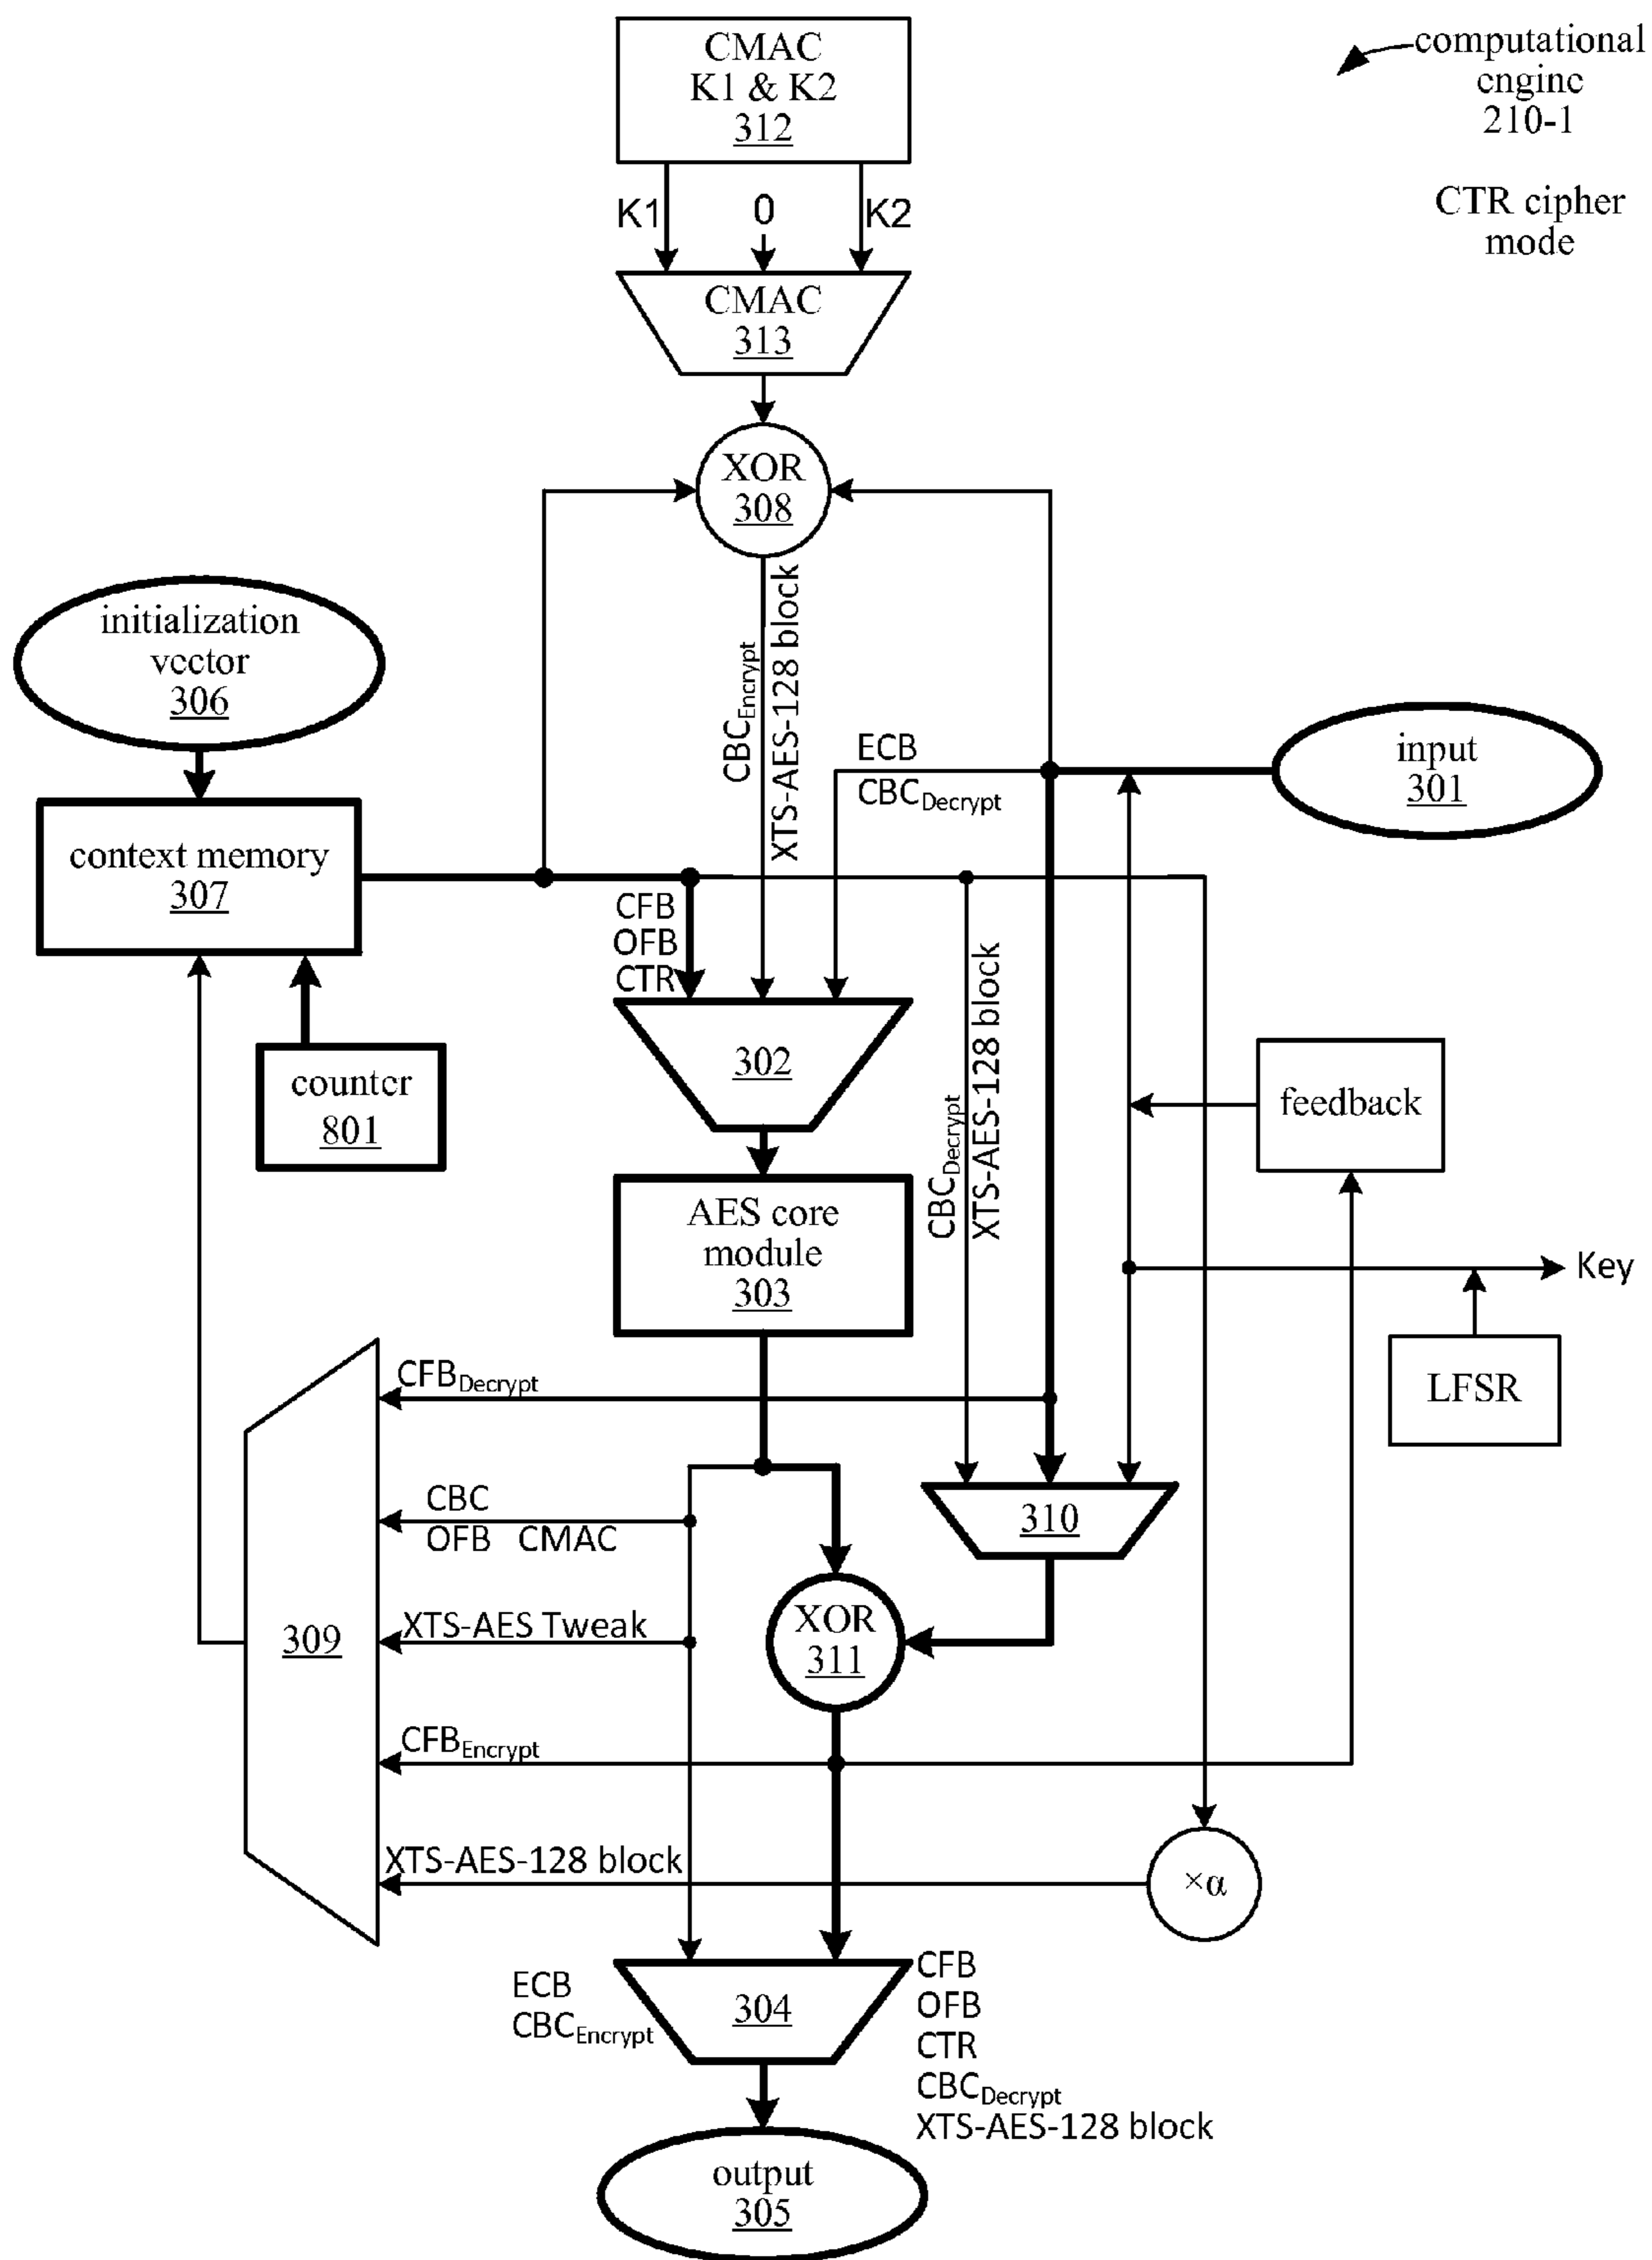 computational
engine
210-1
CTR cipher
mode
CMAC
K1 & K2
312
K1
0
K2
CMAC
313
XOR
308
initialization
vector
306
CBCEncrypt
XTS-AES-128 block
ECB
CBCDecrypt
input
301
context memory
307
CFB
OFB
CTR
302
CBCDecrypt
XTS-AES-128 block
counter
801
feedback
AES core
module
303
Key
LFSR
CFBDecrypt
CBC
OFB CMAC
310
XTS-AES Tweak
309
XOR
311
CFBEncrypt
XTS-AES-128 block
×α
ECB
CBCEncrypt
304
CFB
OFB
CTR
CBCDecrypt
XTS-AES-128 block
output
305